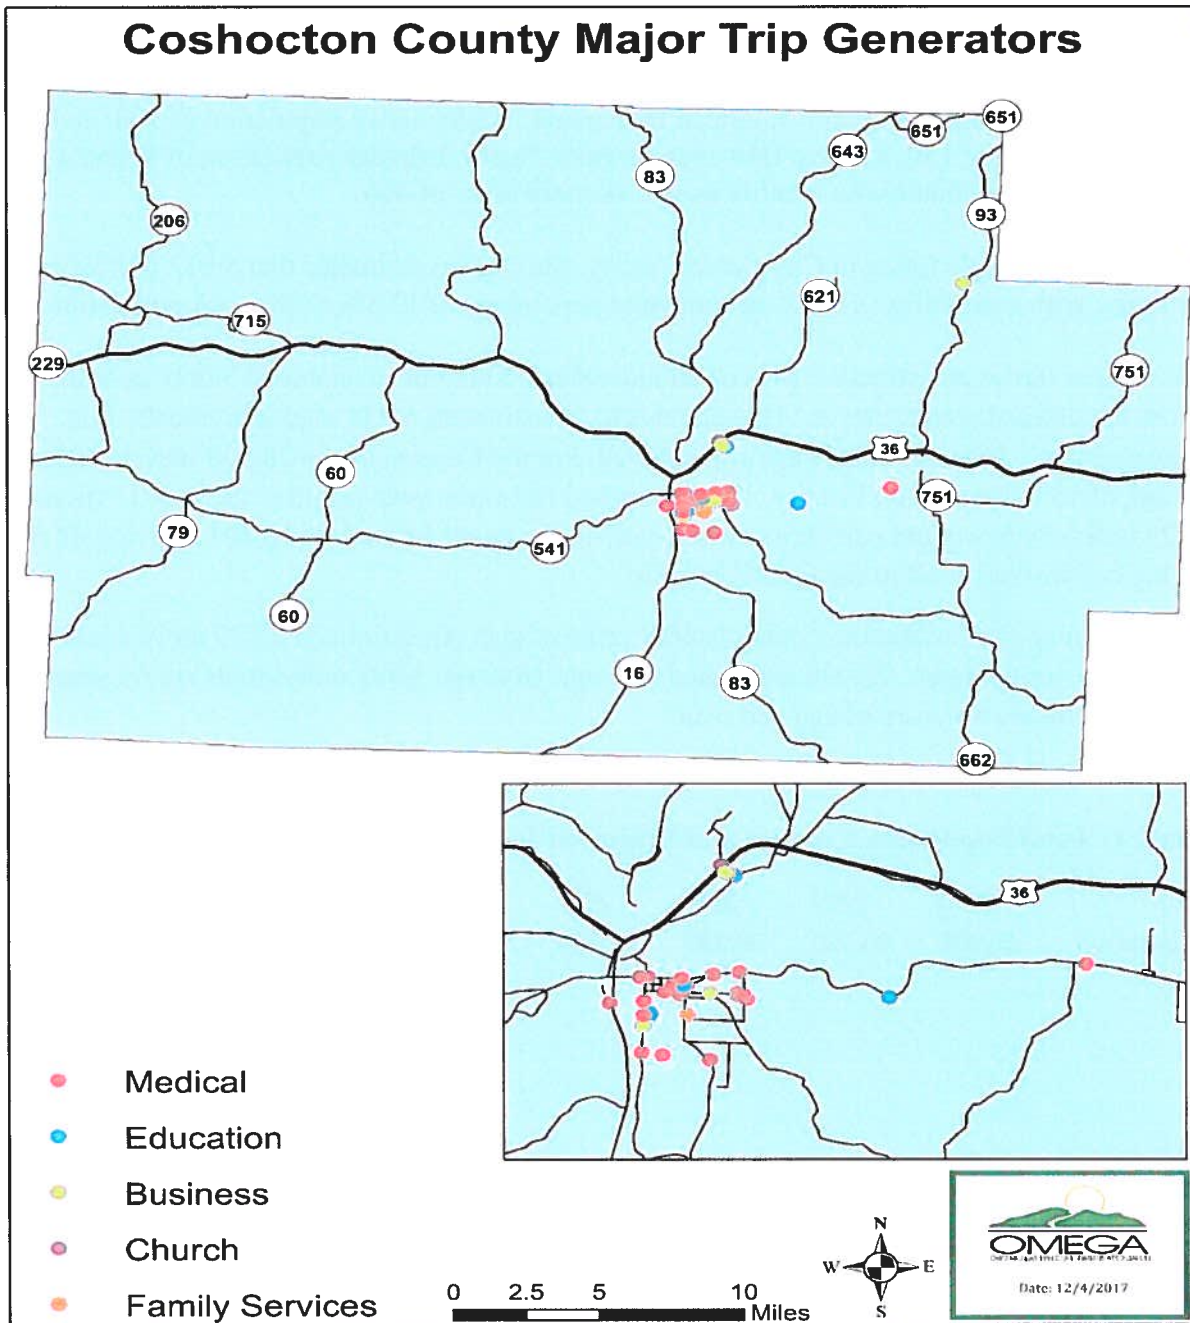 Coshocton County Major Trip Generators
651
651
643
83
93
206
621
715
229
751
36
60
751
79
541
60
16
83
662
36
Medical
Education
Business
Church
Family Services
N
W E
S
0 2.5 5 10
Miles
OMEGA
Date: 12/4/2017